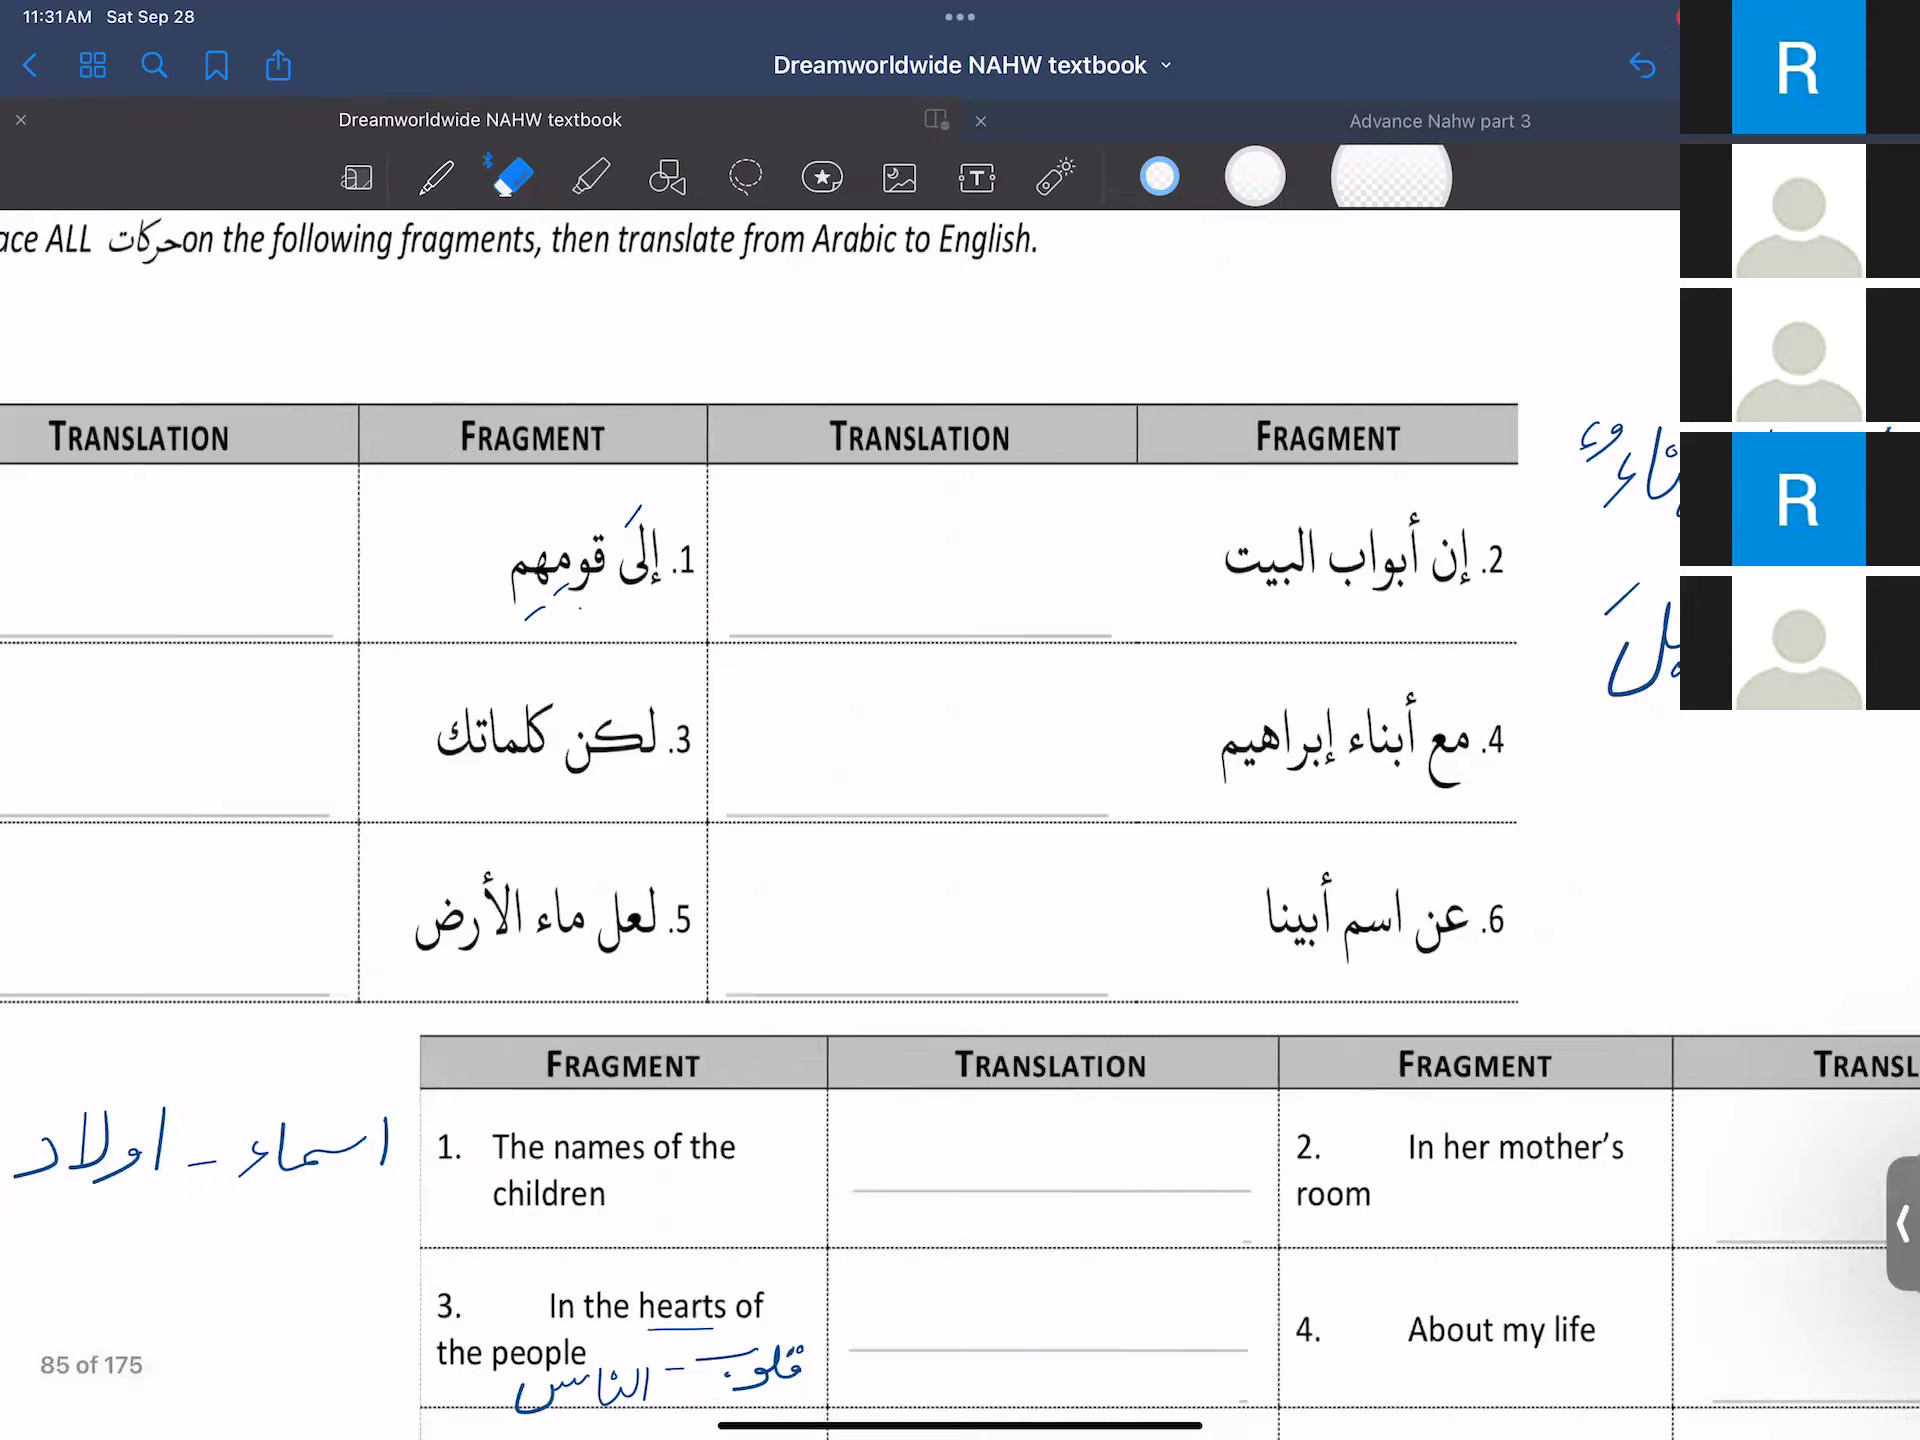 11:31 AM Sat Sep 28
Dreamworldwide NAHW textbook
Dreamworldwide NAHW textbook
Advance Nahw part 3
ace ALL حركات on the following fragments, then translate from Arabic to English.
TRANSLATION FRAGMENT TRANSLATION FRAGMENT
1. إلَى قومِهِم
2. إن أبواب البيت
3. لكن كلماتك
4. مع أبناء إبراهيم
5. لعل ماء الأرض
6. عن اسم أبينا
FRAGMENT TRANSLATION FRAGMENT TRANSL
اسماء - اولاد
1. The names of the
children
2. In her mother's
room
3. In the hearts of
the people
قلوب - الناس
4. About my life
85 of 175
R
R